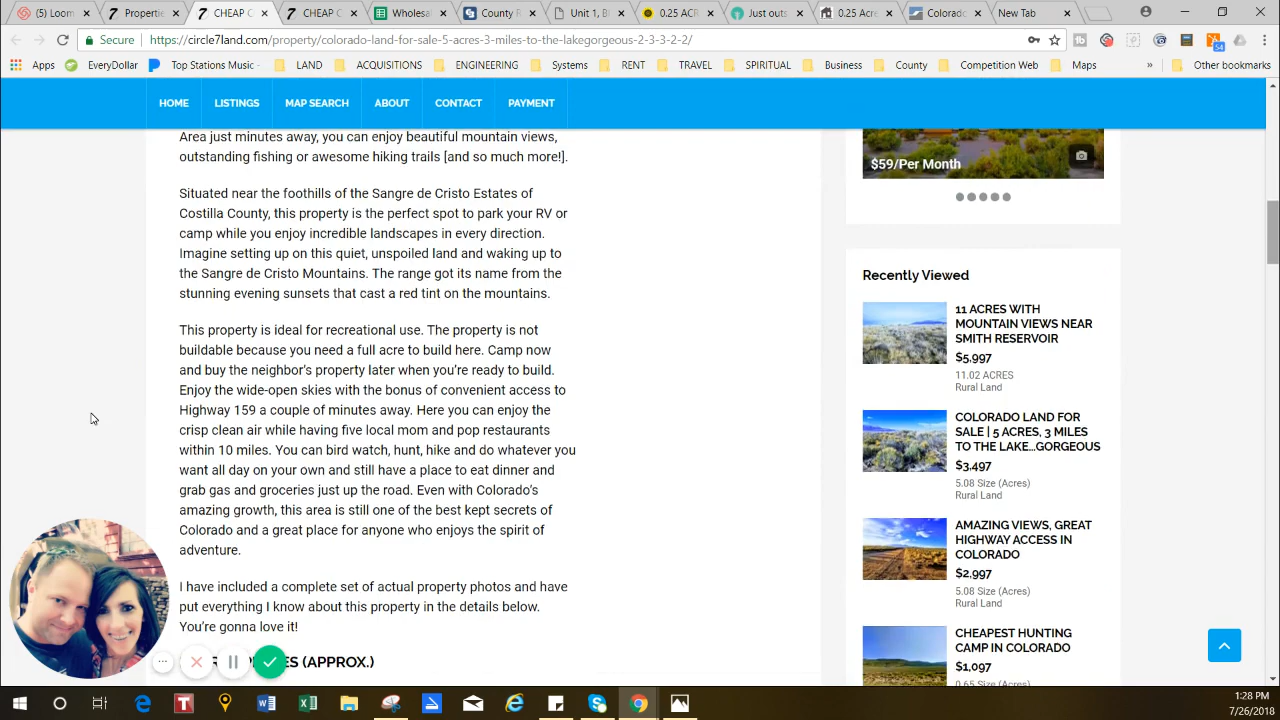 (5) Loom
Propertie
CHEAP C
CHEAP C
Wholesal
County R
Unit 1, B
0.25 ACR
Just outs
0.25 Acre
Colorado
New Tab
Secure
https://circle7land.com/property/colorado-land-for-sale-5-acres-3-miles-to-the-lakegorgeous-2-3-3-2-2/
54
Apps
EveryDollar
Top Stations Music -
LAND
ACQUISITIONS
ENGINEERING
Systems
RENT
TRAVEL
SPIRITUAL
Business
County
Competition Web
Maps
»
Other bookmarks
HOME
LISTINGS
MAP SEARCH
ABOUT
CONTACT
PAYMENT
Area just minutes away, you can enjoy beautiful mountain views,
outstanding fishing or awesome hiking trails [and so much more!].
Situated near the foothills of the Sangre de Cristo Estates of
Costilla County, this property is the perfect spot to park your RV or
camp while you enjoy incredible landscapes in every direction.
Imagine setting up on this quiet, unspoiled land and waking up to
the Sangre de Cristo Mountains. The range got its name from the
stunning evening sunsets that cast a red tint on the mountains.
This property is ideal for recreational use. The property is not
buildable because you need a full acre to build here. Camp now
and buy the neighbor's property later when you're ready to build.
Enjoy the wide-open skies with the bonus of convenient access to
Highway 159 a couple of minutes away. Here you can enjoy the
crisp clean air while having five local mom and pop restaurants
within 10 miles. You can bird watch, hunt, hike and do whatever you
want all day on your own and still have a place to eat dinner and
grab gas and groceries just up the road. Even with Colorado's
amazing growth, this area is still one of the best kept secrets of
Colorado and a great place for anyone who enjoys the spirit of
adventure.
I have included a complete set of actual property photos and have
put everything I know about this property in the details below.
You're gonna love it!
ES (APPROX.)
$59/Per Month
Recently Viewed
11 ACRES WITH
MOUNTAIN VIEWS NEAR
SMITH RESERVOIR
$5,997
11.02 ACRES
Rural Land
COLORADO LAND FOR
SALE | 5 ACRES, 3 MILES
TO THE LAKE...GORGEOUS
$3,497
5.08 Size (Acres)
Rural Land
AMAZING VIEWS, GREAT
HIGHWAY ACCESS IN
COLORADO
$2,997
5.08 Size (Acres)
Rural Land
CHEAPEST HUNTING
CAMP IN COLORADO
$1,097
0.65 Size (Acres)
1:28 PM
7/26/2018